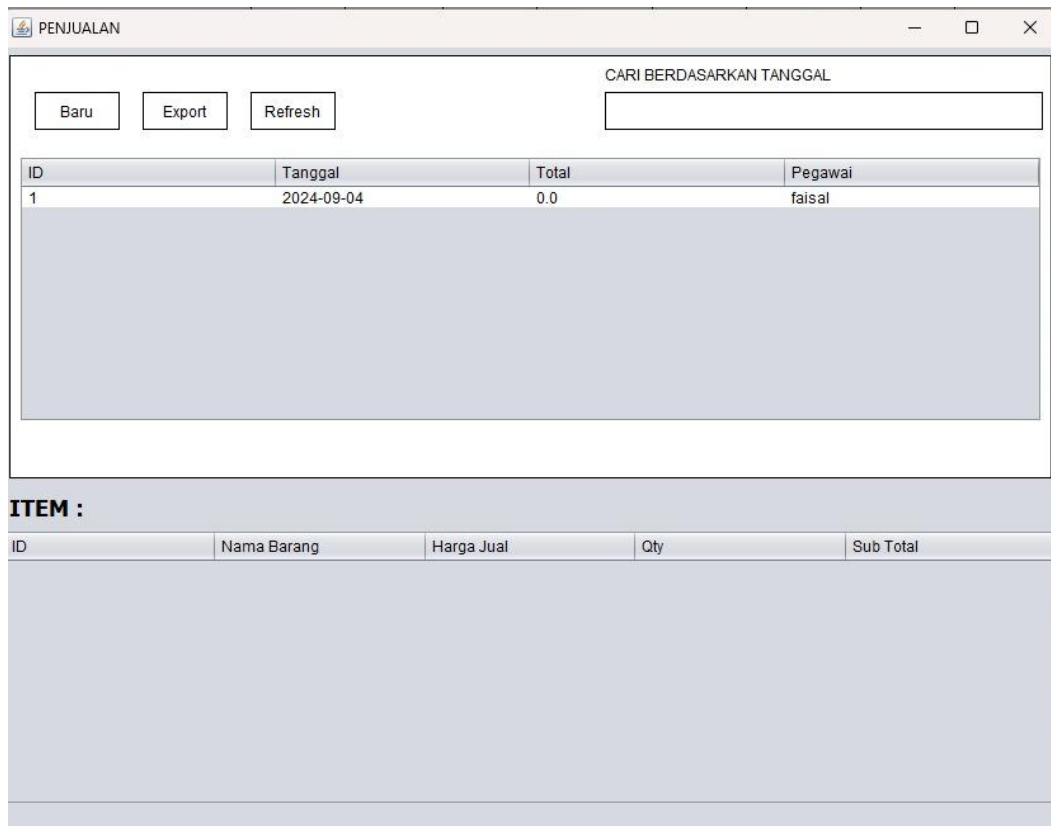 PENJUALAN
CARI BERDASARKAN TANGGAL
Baru Export Refresh
ID Tanggal Total Pegawai
1 2024-09-04 0.0 faisal
ITEM :
ID Nama Barang Harga Jual Qty Sub Total